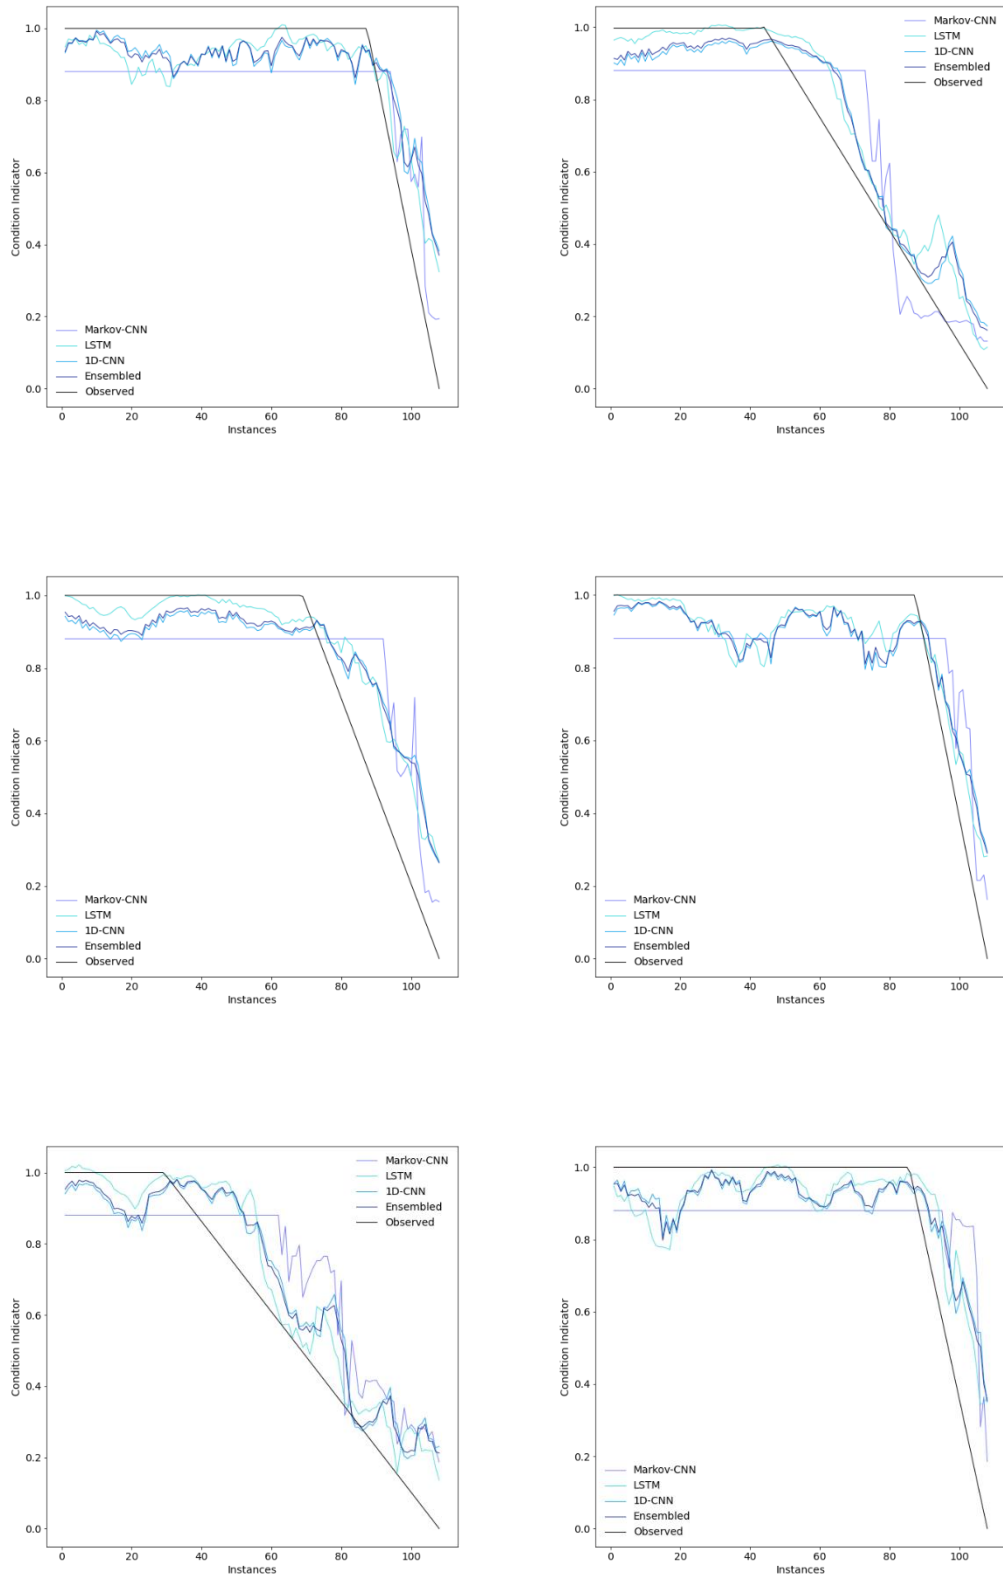 1.0
0.8
0.6
0.4
0.2
0.0
Condition Indicator
Markov-CNN
LSTM
1D-CNN
Ensembled
Observed
0 20 40 60 80 100
Instances
1.0
0.8
0.6
0.4
0.2
0.0
Condition Indicator
Markov-CNN
LSTM
1D-CNN
Ensembled
Observed
0 20 40 60 80 100
Instances
1.0
0.8
0.6
0.4
0.2
0.0
Condition Indicator
Markov-CNN
LSTM
1D-CNN
Ensembled
Observed
0 20 40 60 80 100
Instances
1.0
0.8
0.6
0.4
0.2
0.0
Condition Indicator
Markov-CNN
LSTM
1D-CNN
Ensembled
Observed
0 20 40 60 80 100
Instances
1.0
0.8
0.6
0.4
0.2
0.0
Condition Indicator
Markov-CNN
LSTM
1D-CNN
Ensembled
Observed
0 20 40 60 80 100
Instances
1.0
0.8
0.6
0.4
0.2
0.0
Condition Indicator
Markov-CNN
LSTM
1D-CNN
Ensembled
Observed
0 20 40 60 80 100
Instances